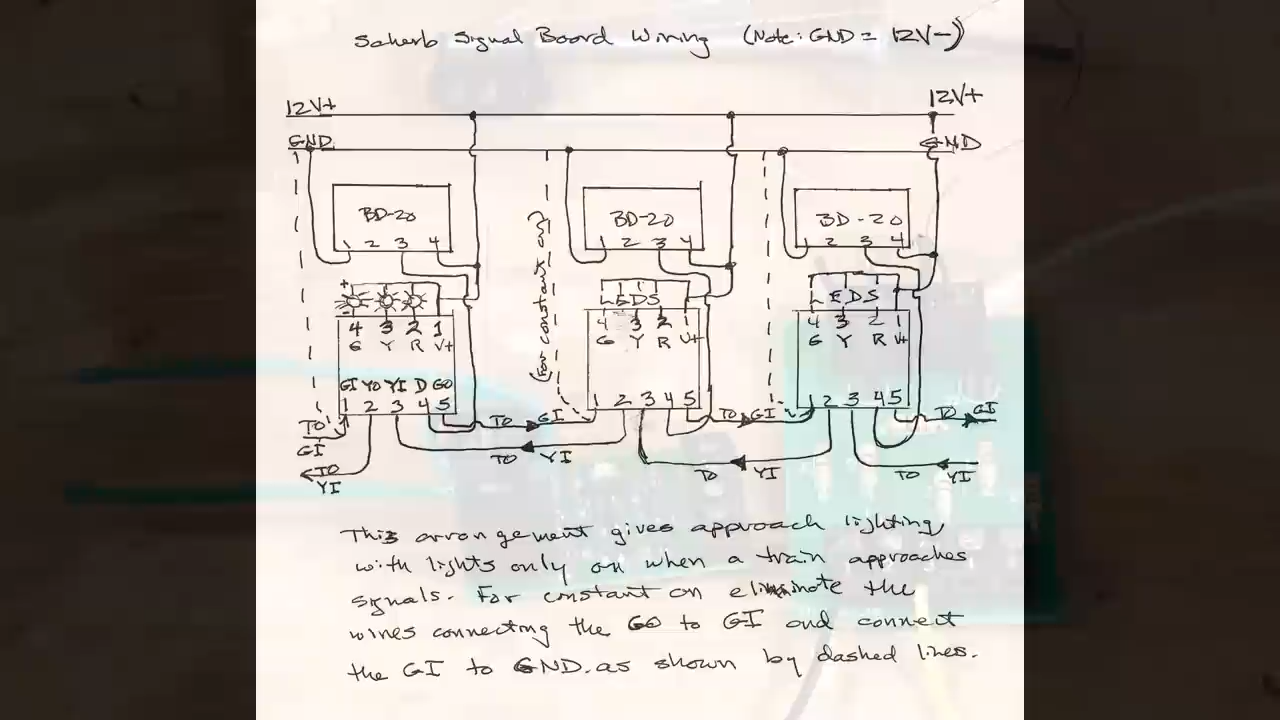 Saherb Signal Board Wiring (Note: GND = 12V-)
12V+ 12V+
GND GND
BD-20 BD-20 BD-20
1 2 3 4 1 2 3 4 1 2 3 4
(for constant on)
+ LEDS LEDS
-
4 3 2 1 4 3 2 1 4 3 2 1
G Y R V+ G Y R V+ G Y R V+
GI YO YI D GO
1 2 3 4 5 1 2 3 4 5 1 2 3 4 5
TO GI TO GI TO GI TO GI
TO YI TO YI TO YI TO YI
This arrangement gives approach lighting
with lights only on when a train approaches
signals. For constant on eliminate the
wires connecting the GO to GI and connect
the GI to GND. as shown by dashed lines.